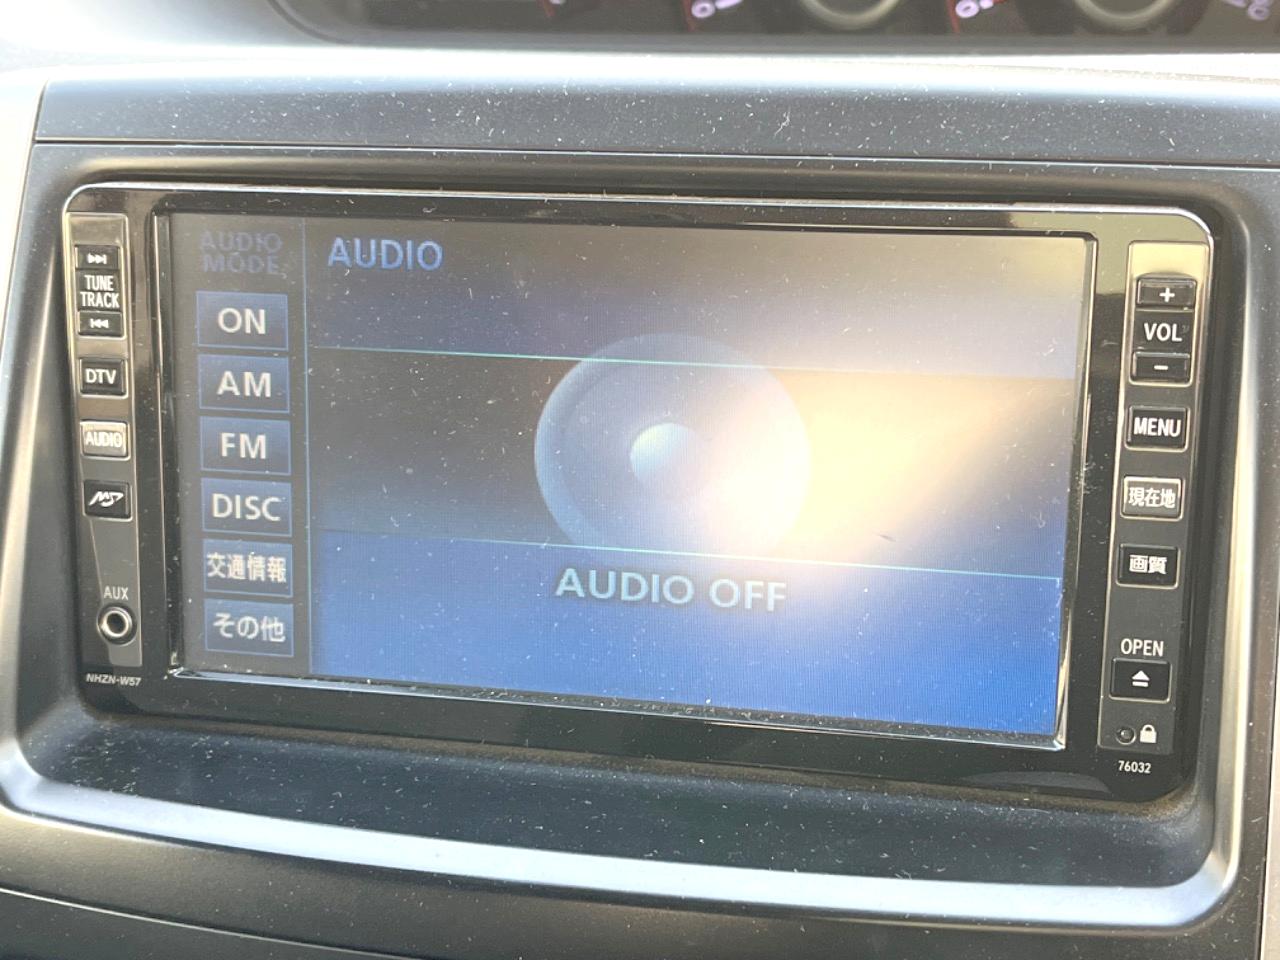 TUNE
TRACK
DTV
AUDIO
AUX
NHZN-W57
AUDIO
MODE
ON
AM
FM
DISC
交通情報
その他
AUDIO
AUDIO OFF
+
VOL
-
MENU
現在地
画質
OPEN
76032